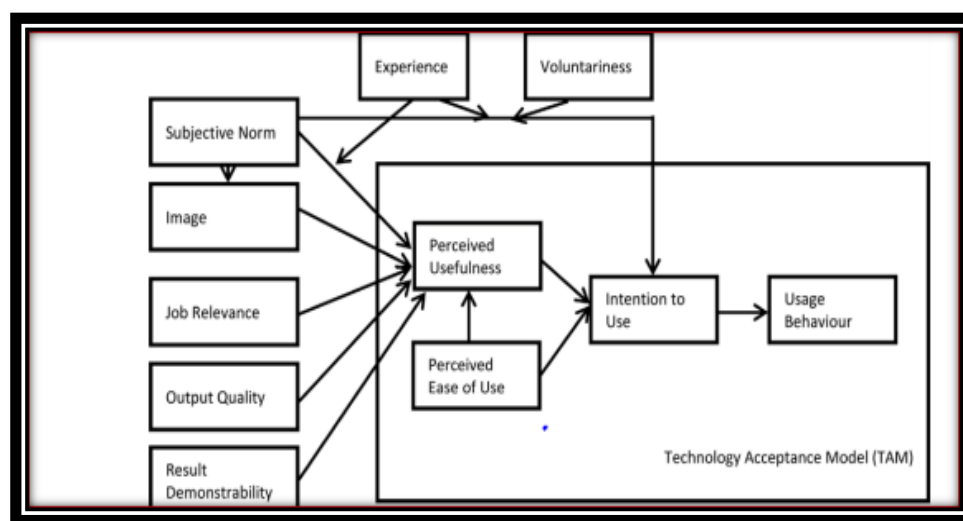 Experience
Voluntariness
Subjective Norm
Image
Perceived
Usefulness
Job Relevance
Intention to
Use
Usage
Behaviour
Perceived
Ease of Use
Output Quality
Result
Demonstrability
Technology Acceptance Model (TAM)